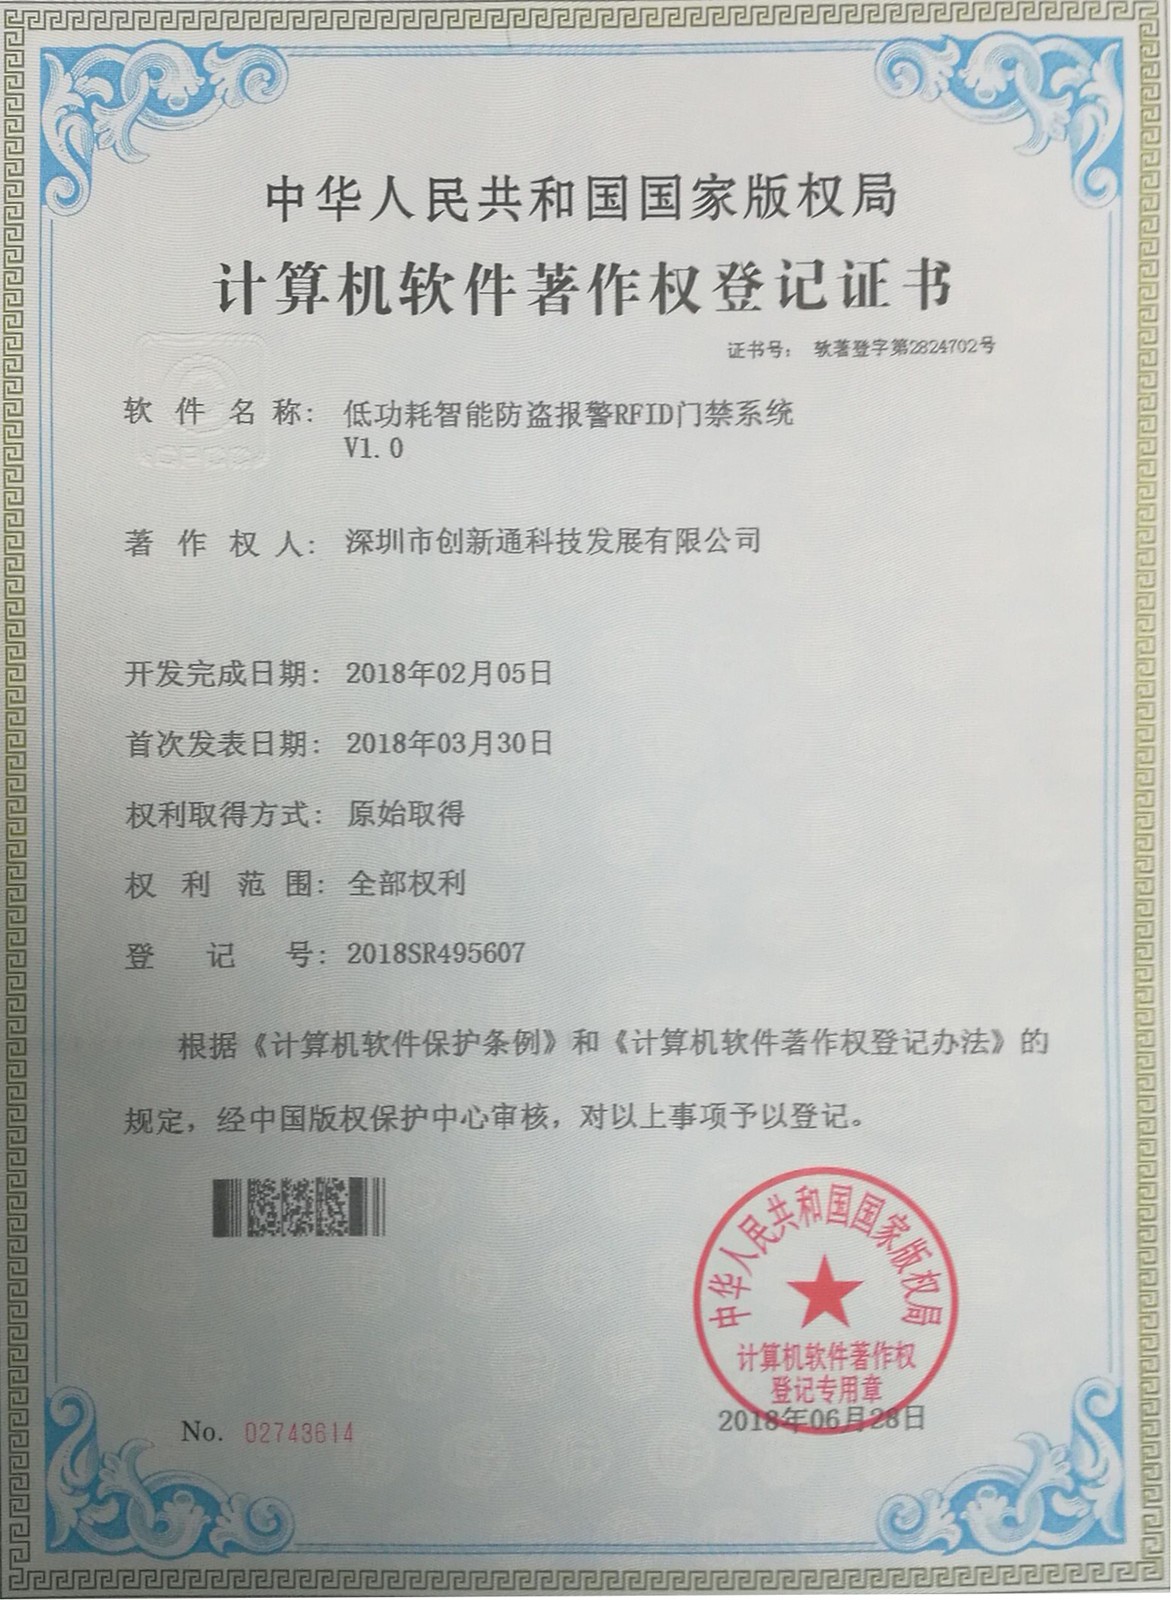 中华人民共和国国家版权局
计算机软件著作权登记证书
证书号： 软著登字第2824702号
软件名称： 低功耗智能防盗报警RFID门禁系统
V1.0
著作权人： 深圳市创新通科技发展有限公司
开发完成日期： 2018年02月05日
首次发表日期： 2018年03月30日
权利取得方式： 原始取得
权利范围： 全部权利
登记号： 2018SR495607
根据《计算机软件保护条例》和《计算机软件著作权登记办法》的
规定，经中国版权保护中心审核，对以上事项予以登记。
中华人民共和国国家版权局
计算机软件著作权
登记专用章
2018年06月28日
No. 02743614